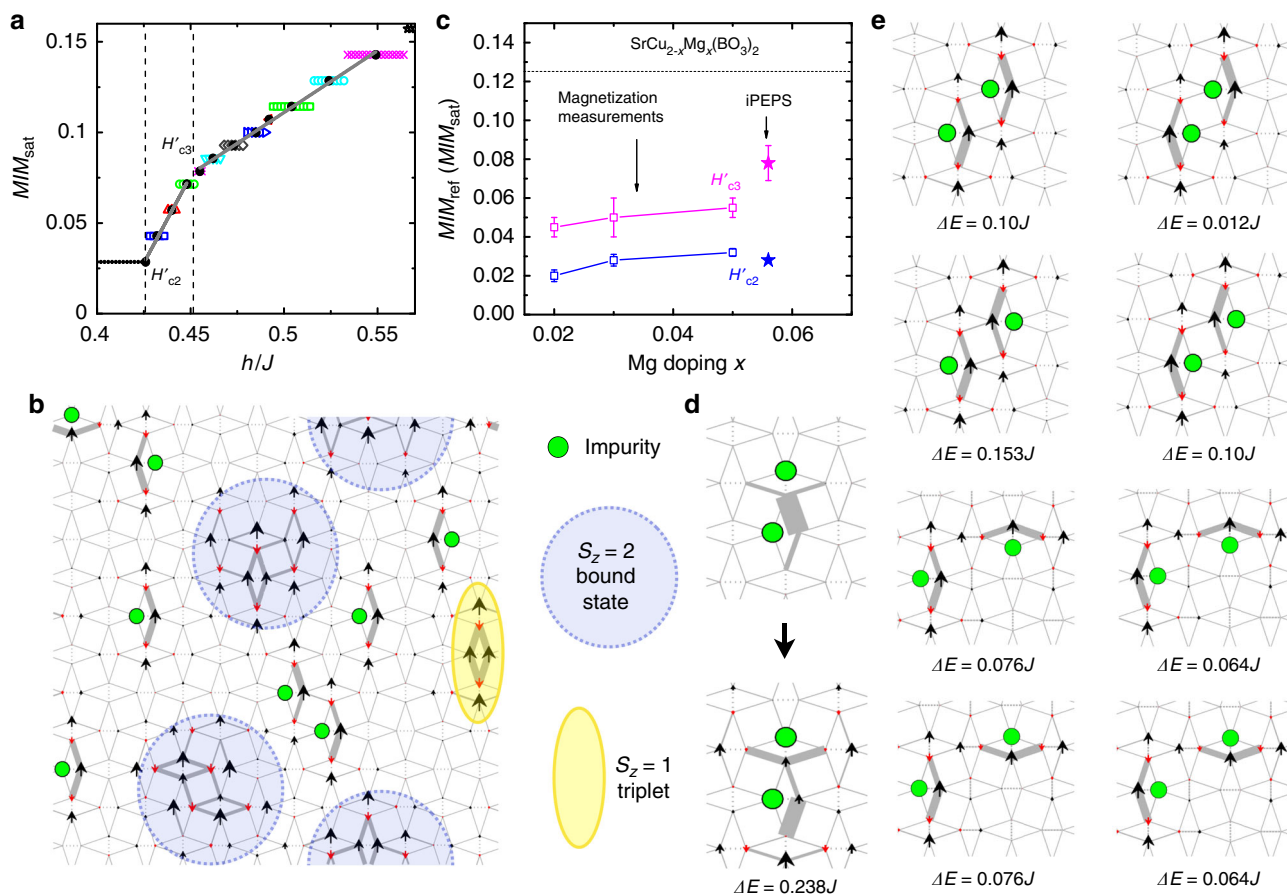 a
M/M_sat
0.15
0.1
0.05
0
0.4
0.45
0.5
0.55
h/J
H′c2
H′c3
c
M/M_ref (M/M_sat)
0.14
0.12
0.10
0.08
0.06
0.04
0.02
0.00
0.02
0.04
0.06
Mg doping x
SrCu2-xMgx(BO3)2
Magnetization
measurements
iPEPS
H′c3
H′c2
b
Impurity
Sz = 2
bound
state
Sz = 1
triplet
d
ΔE = 0.238J
e
ΔE = 0.10J
ΔE = 0.012J
ΔE = 0.153J
ΔE = 0.10J
ΔE = 0.076J
ΔE = 0.064J
ΔE = 0.076J
ΔE = 0.064J